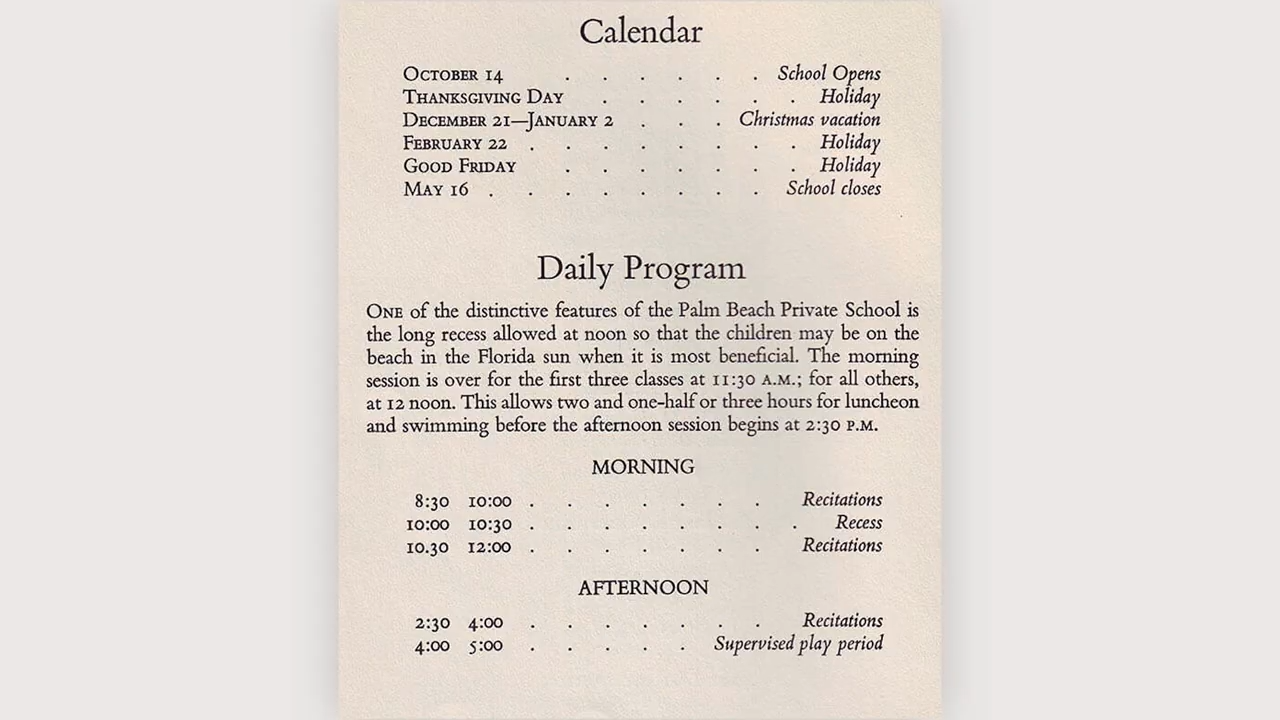 Calendar
October 14 . . . . . . School Opens
Thanksgiving Day . . . . . . Holiday
December 21—January 2 . . . Christmas vacation
February 22 . . . . . . . . Holiday
Good Friday . . . . . . . Holiday
May 16 . . . . . . . . School closes
Daily Program
One of the distinctive features of the Palm Beach Private School is
the long recess allowed at noon so that the children may be on the
beach in the Florida sun when it is most beneficial. The morning
session is over for the first three classes at 11:30 A.M.; for all others,
at 12 noon. This allows two and one-half or three hours for luncheon
and swimming before the afternoon session begins at 2:30 P.M.
MORNING
8:30 10:00 . . . . . . . Recitations
10:00 10:30 . . . . . . . . Recess
10.30 12:00 . . . . . . . Recitations
AFTERNOON
2:30 4:00 . . . . . . . Recitations
4:00 5:00 . . . . . Supervised play period